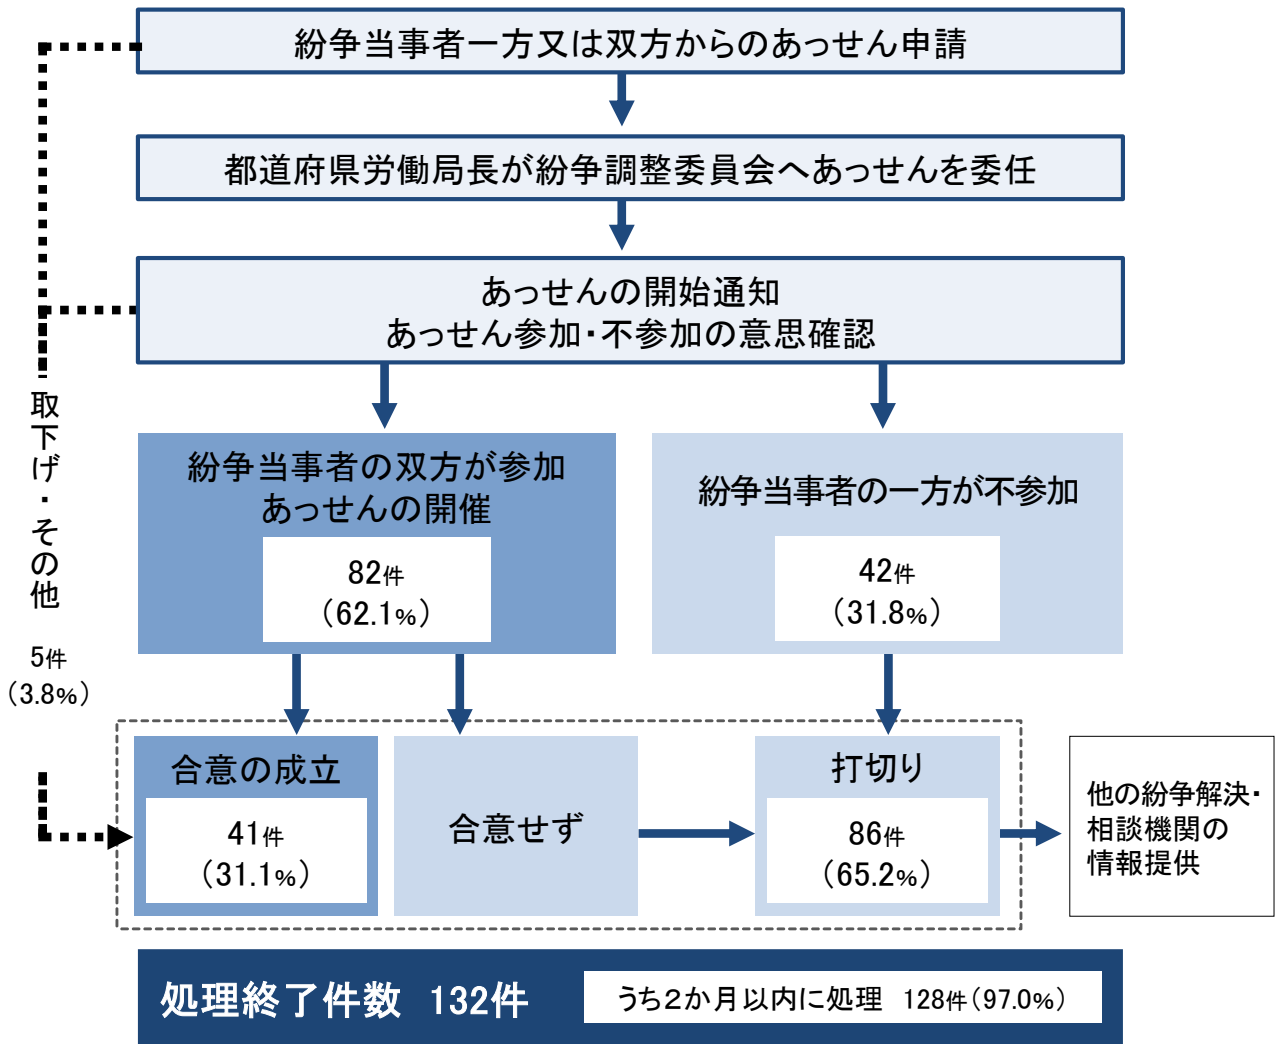 紛争当事者一方又は双方からのあっせん申請
都道府県労働局長が紛争調整委員会へあっせんを委任
あっせんの開始通知
あっせん参加・不参加の意思確認
取下げ・その他
5件
（3.8％）
紛争当事者の双方が参加
あっせんの開催
82件
（62.1％）
紛争当事者の一方が不参加
42件
（31.8％）
合意の成立
41件
（31.1％）
合意せず
打切り
86件
（65.2％）
他の紛争解決・
相談機関の
情報提供
処理終了件数 132件
うち２か月以内に処理 128件（97.0％）